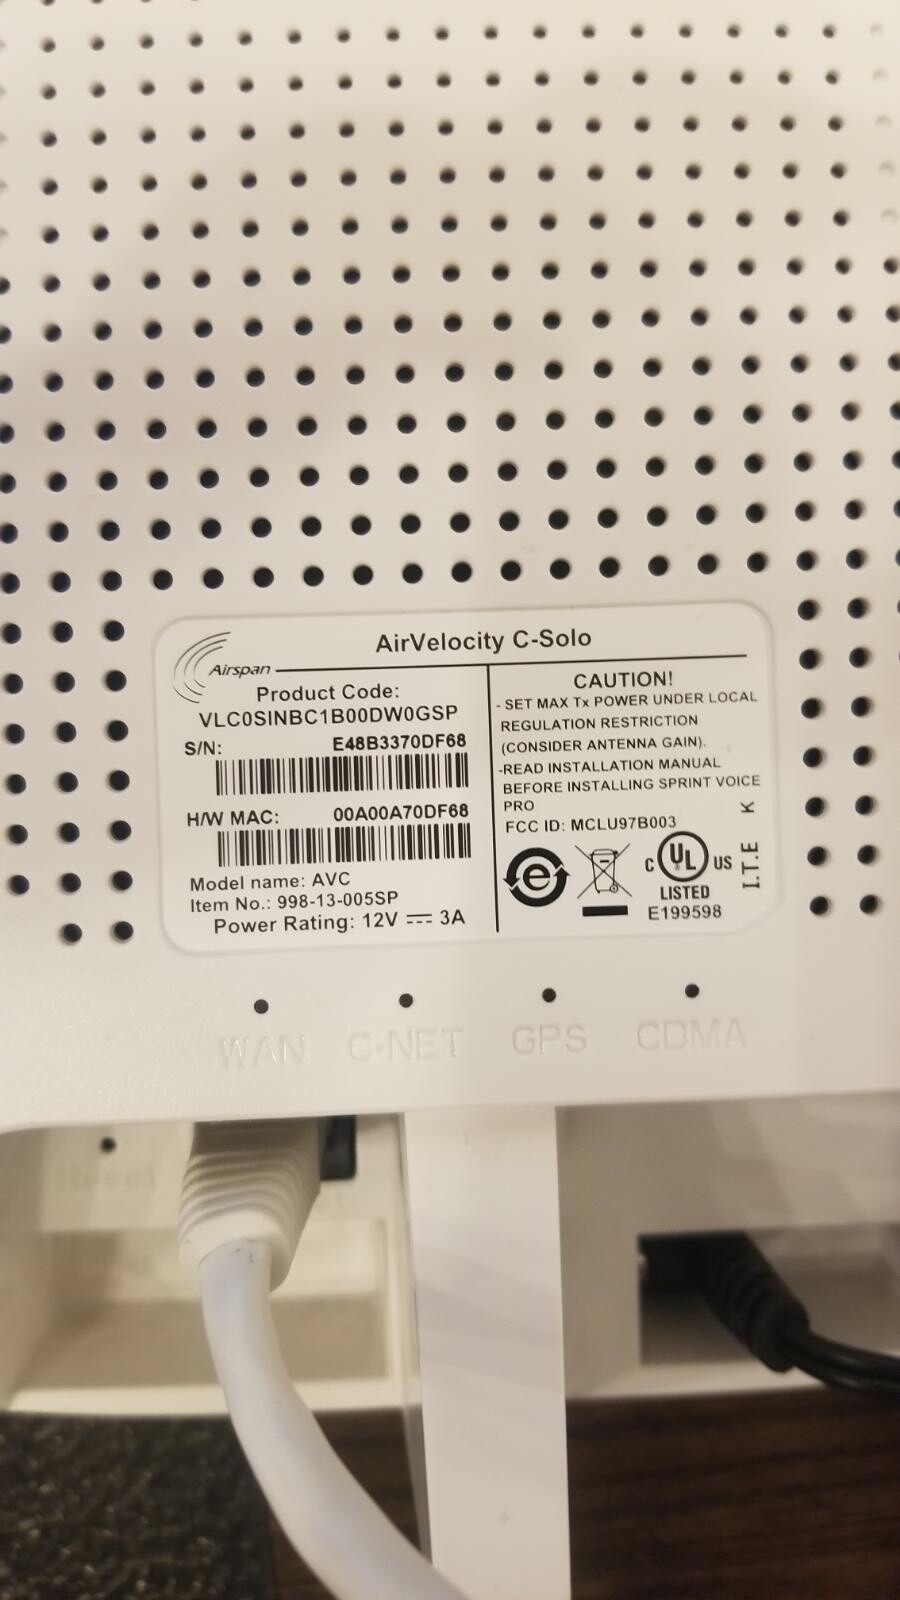 AirVelocity C-Solo
Airspan
Product Code:
VLC0SINBC1B00DW0GSP
S/N: E48B3370DF68
H/W MAC: 00A00A70DF68
Model name: AVC
Item No.: 998-13-005SP
Power Rating: 12V 3A
CAUTION!
- SET MAX Tx POWER UNDER LOCAL
REGULATION RESTRICTION
(CONSIDER ANTENNA GAIN).
-READ INSTALLATION MANUAL
BEFORE INSTALLING SPRINT VOICE
PRO
FCC ID: MCLU97B003
e
C UL US
LISTED
E199598
I.T.E K
WAN C-NET GPS CDMA